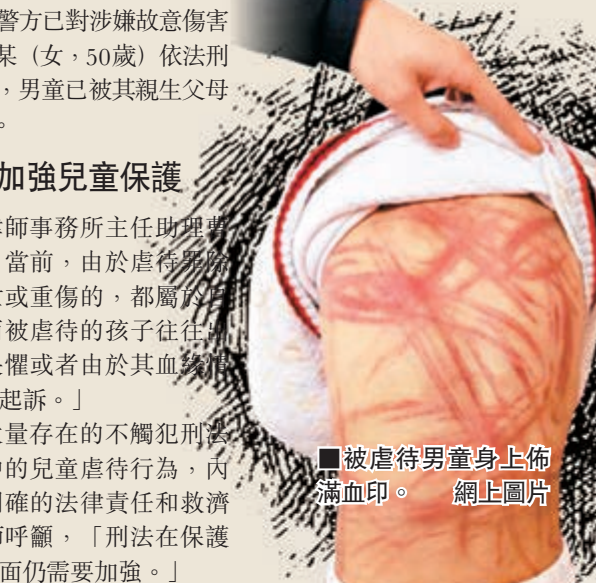 警方已對涉嫌故意傷害
某（女，50歲）依法刑
，男童已被其親生父母
。
加強兒童保護
師事務所主任助理
當前，由於虐待罪除
或重傷的，都屬於
被虐待的孩子往往
懼或者由於其血緣情
起訴。」
量存在的不觸犯刑法
的兒童虐待行為，內
確的法律責任和救濟
呼籲，「刑法在保護
面仍需要加強。」
■被虐待男童身上佈
滿血印。 網上圖片